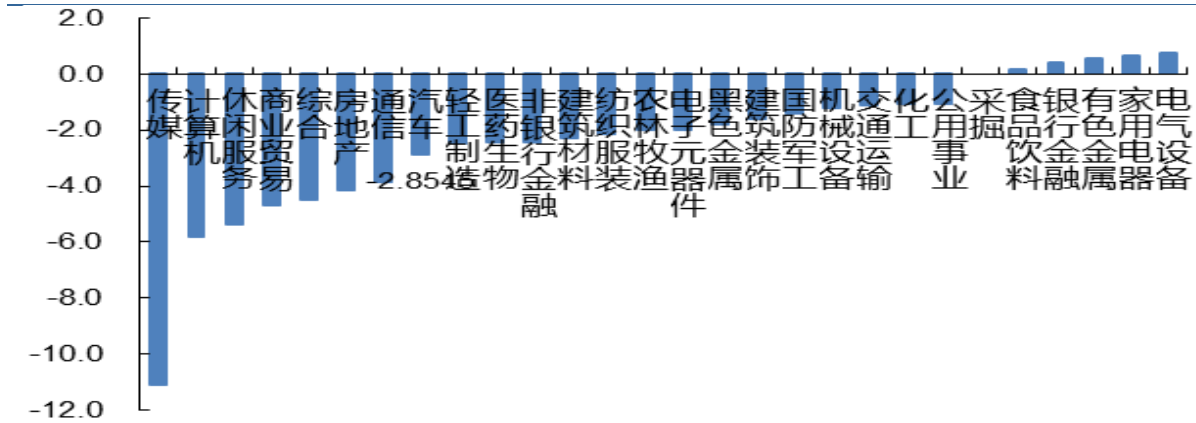 2.0
0.0
-2.0
-4.0
-6.0
-8.0
-10.0
-12.0
传媒
计算机
休闲服务
商业贸易
综合
房地产
通信
汽车
轻工制造
医药生物
非银行金融
建筑材料
纺织服装
农林牧渔
电子元器件
黑色金属
建筑装饰
国防军工
机械设备
交通运输
化工
公用事业
采掘
食品饮料
银行金融
有色金属
家用电器
电气设备
-2.8545